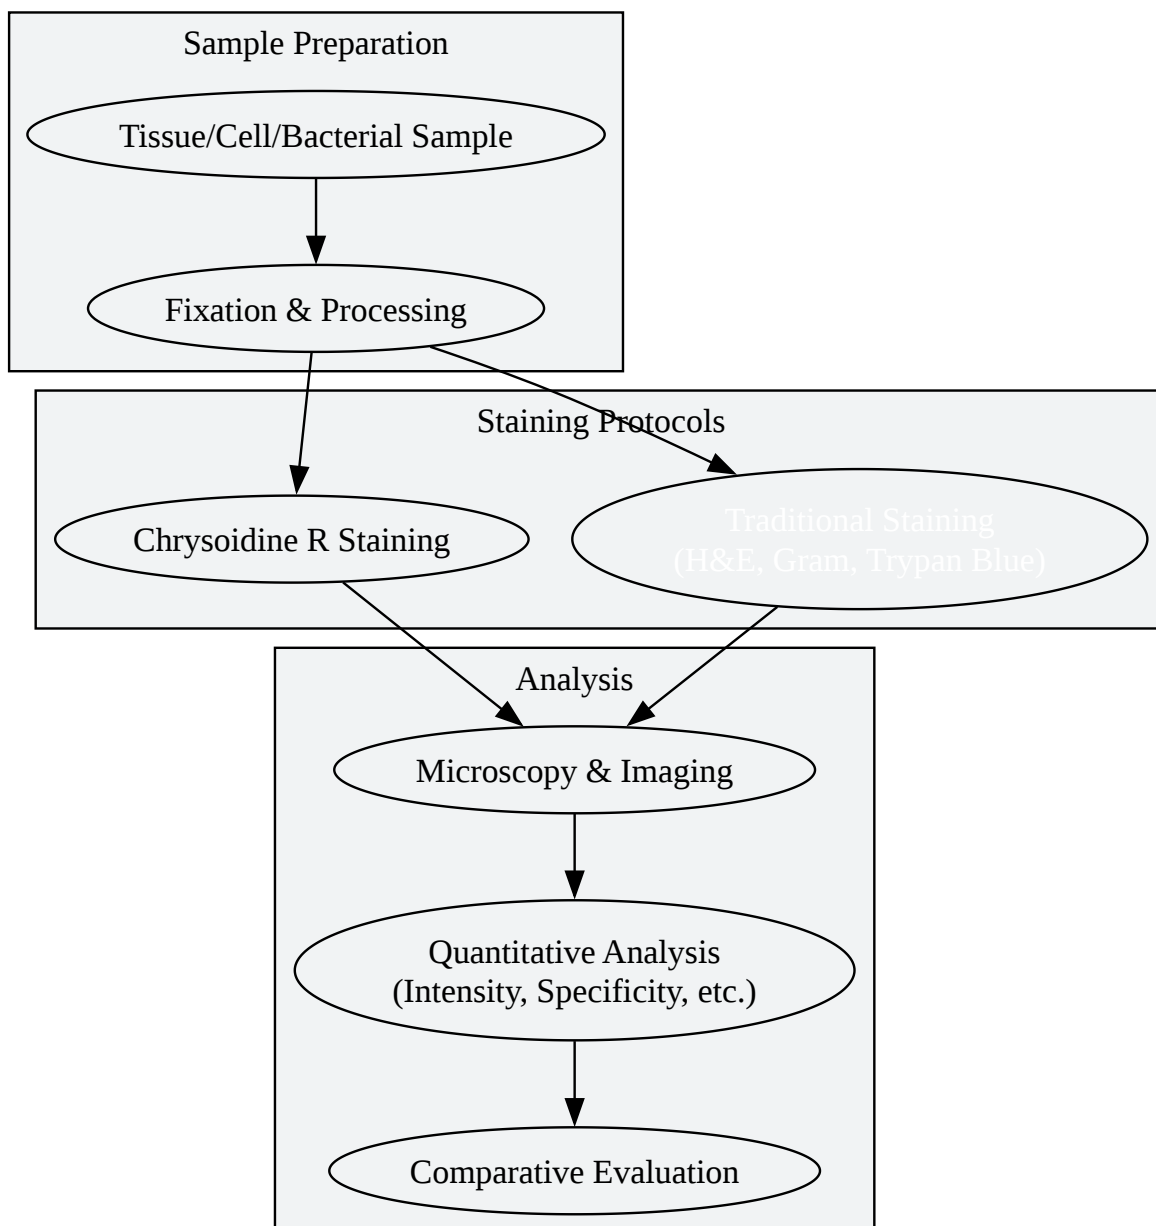 Sample Preparation
Tissue/Cell/Bacterial Sample
Fixation & Processing
Staining Protocols
Chrysoidine R Staining
Traditional Staining
(H&E, Gram, Trypan Blue)
Analysis
Microscopy & Imaging
Quantitative Analysis
(Intensity, Specificity, etc.)
Comparative Evaluation